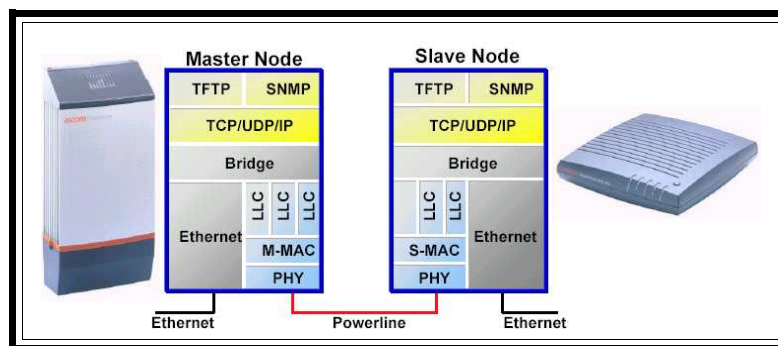 Master Node
TFTP SNMP
TCP/UDP/IP
Bridge
Ethernet
LLC LLC LLC
M-MAC
PHY
Slave Node
TFTP SNMP
TCP/UDP/IP
Bridge
LLC LLC
S-MAC
PHY
Ethernet
Ethernet
Powerline
Ethernet
ascom